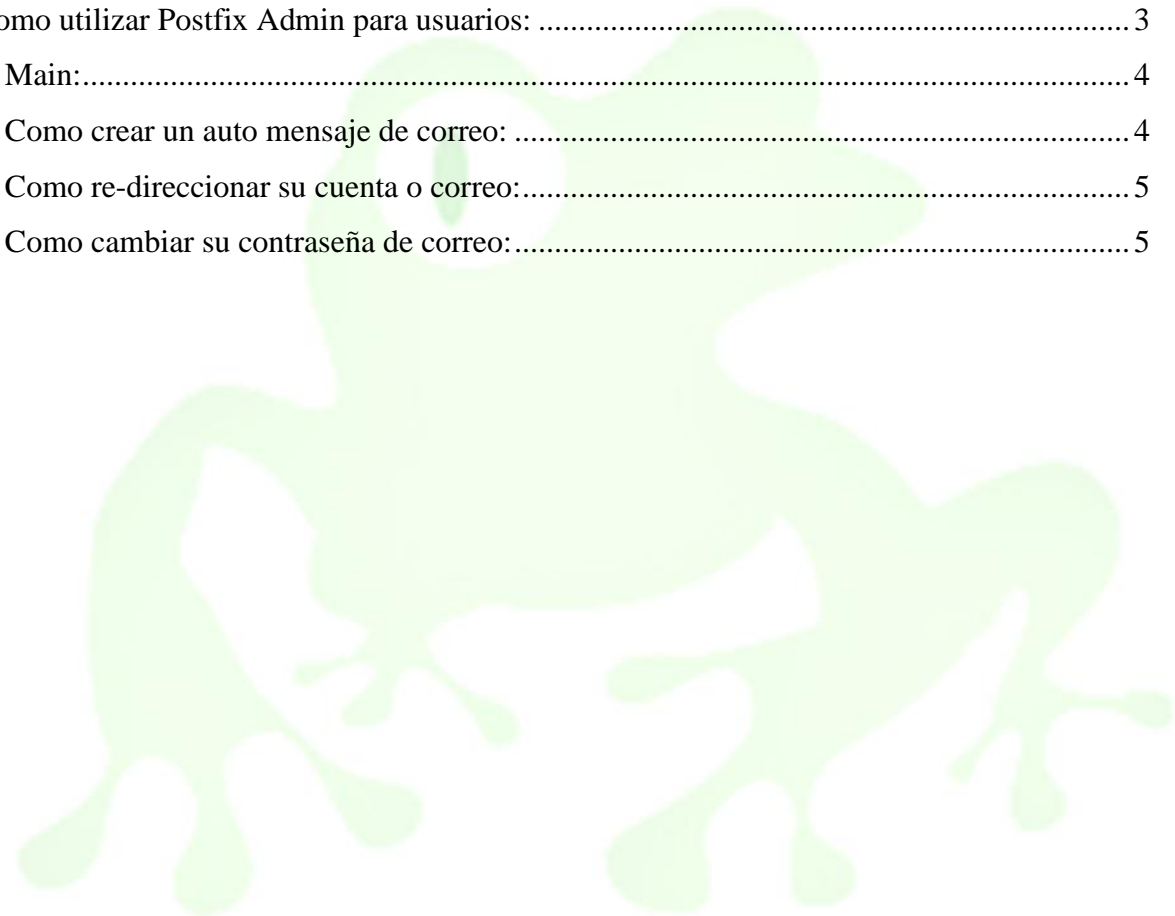 omo utilizar Postfix Admin para usuarios: ........................................................................................ 3
Main:.................................................................................................................................................. 4
Como crear un auto mensaje de correo: ............................................................................................ 4
Como re-direccionar su cuenta o correo:........................................................................................... 5
Como cambiar su contraseña de correo:............................................................................................ 5